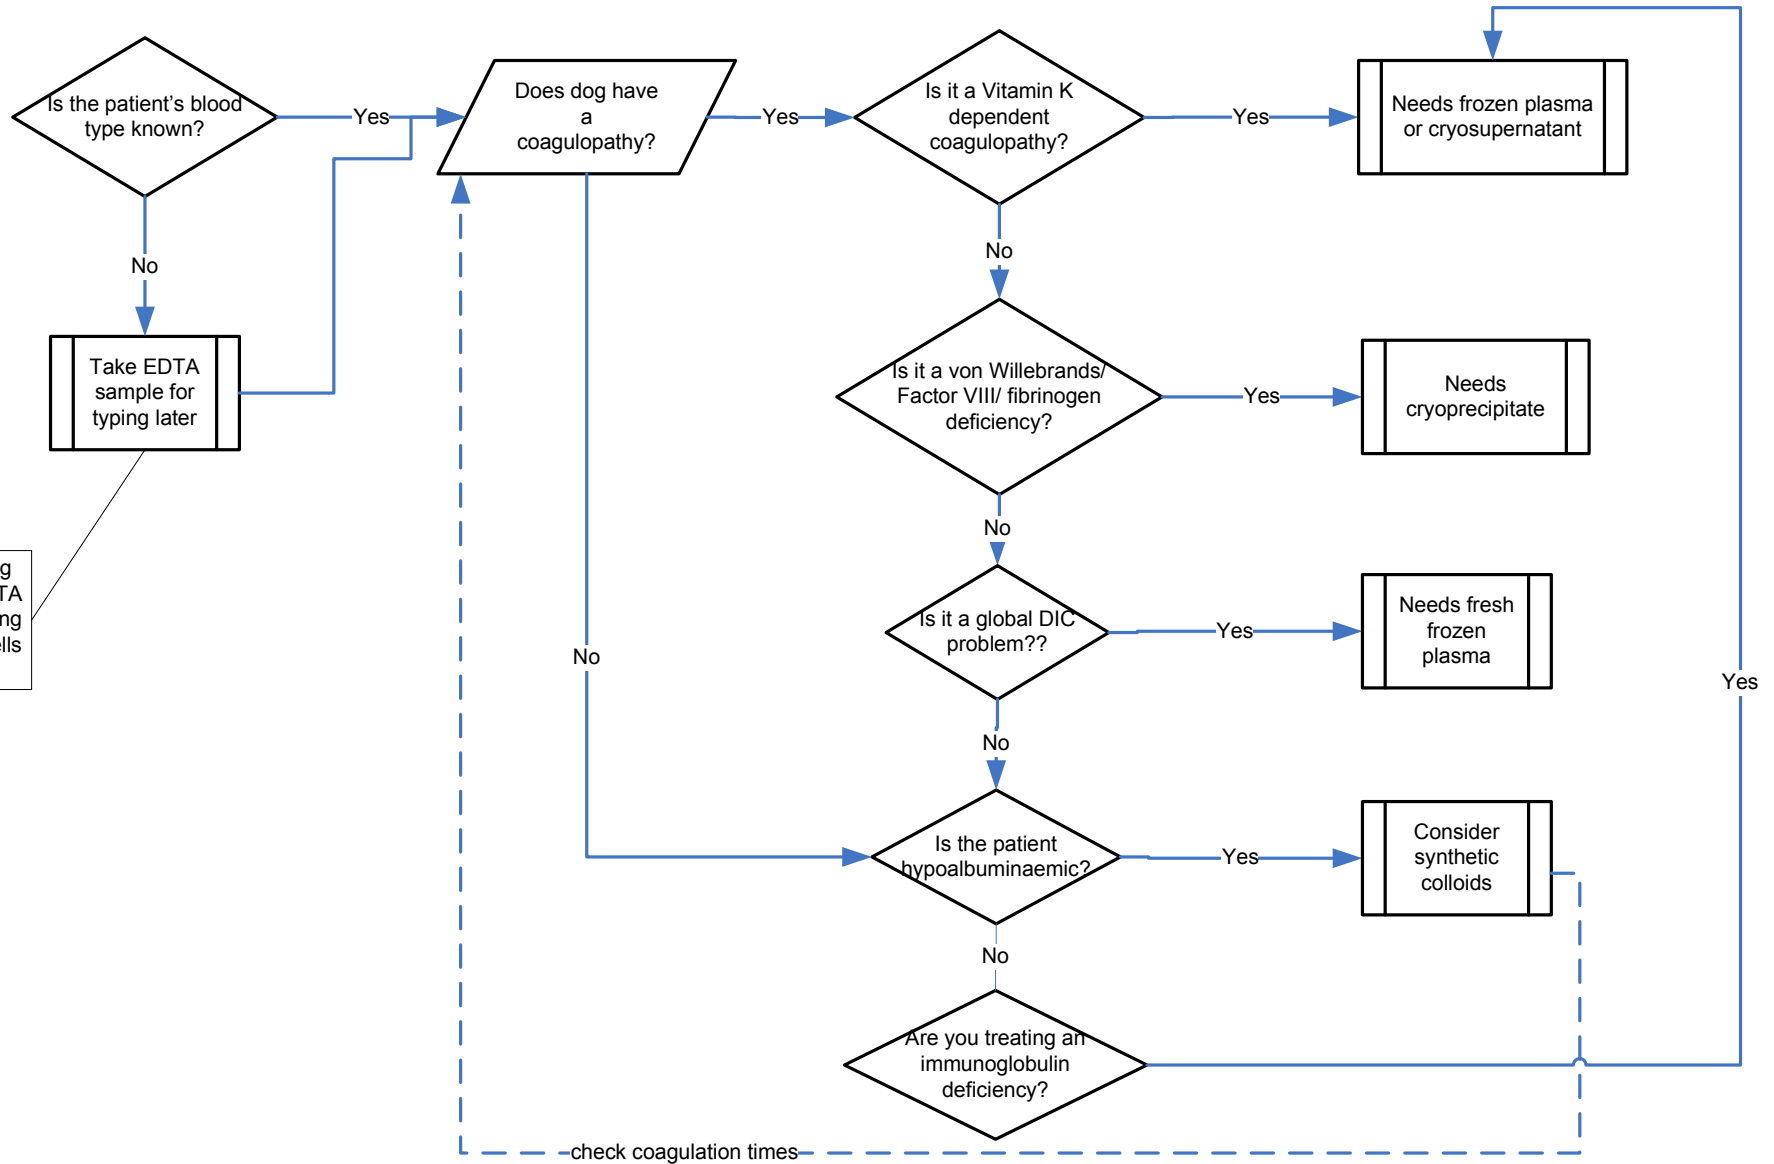 Is the patient's blood
type known?
Yes
Does dog have
a
coagulopathy?
Yes
Is it a Vitamin K
dependent
coagulopathy?
Yes
Needs frozen plasma
or cryosupernatant
No
No
Take EDTA
sample for
typing later
Is it a von Willebrands/
Factor VIII/ fibrinogen
deficiency?
Yes
Needs
cryoprecipitate
No
Is it a global DIC
problem??
Yes
Needs fresh
frozen
plasma
No
Yes
No
Is the patient
hypoalbuminaemic?
Yes
Consider
synthetic
colloids
No
Are you treating an
immunoglobulin
deficiency?
check coagulation times